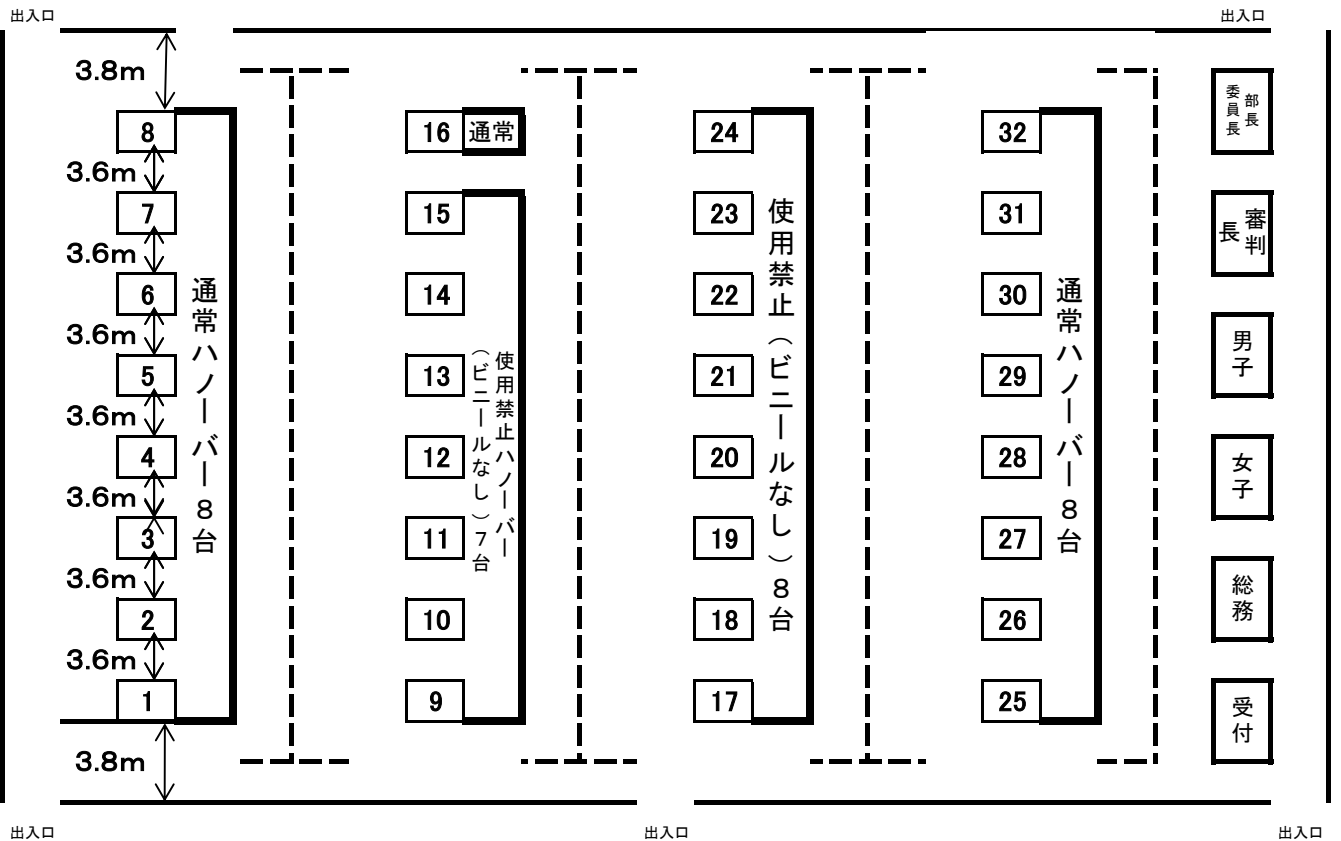 出入口
出入口
3.8m
8
16
通常
24
32
部長
委員長
3.6m
7
15
23
31
審判
長
3.6m
6
14
22
30
3.6m
5
13
21
29
男子
3.6m
4
12
20
28
女子
3.6m
3
11
19
27
3.6m
2
10
18
26
総務
3.6m
1
9
17
25
受付
3.8m
通常ハノーバー8台
使用禁止ハノーバー
（ビニールなし）7台
使用禁止（ビニールなし）8台
通常ハノーバー8台
出入口
出入口
出入口